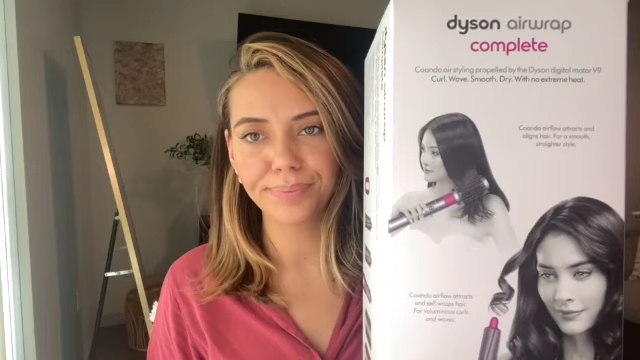 dyson airwrap
complete
Coanda air styling propelled by the Dyson digital motor V9
Curl. Wave. Smooth. Dry. With no extreme heat.
Coanda airflow attracts and
aligns hair. For a smooth,
straighter style.
Coanda airflow attracts
and self-wraps hair.
For voluminous curls
and waves.